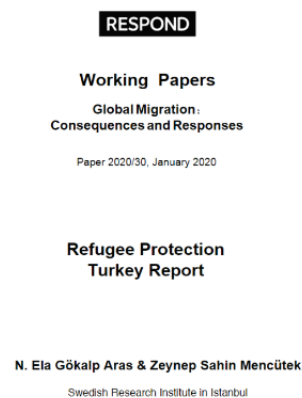 RESPOND
Working Papers
Global Migration:
Consequences and Responses
Paper 2020/30, January 2020
Refugee Protection
Turkey Report
N. Ela Gökalp Aras & Zeynep Sahin Mencütek
Swedish Research Institute in Istanbul